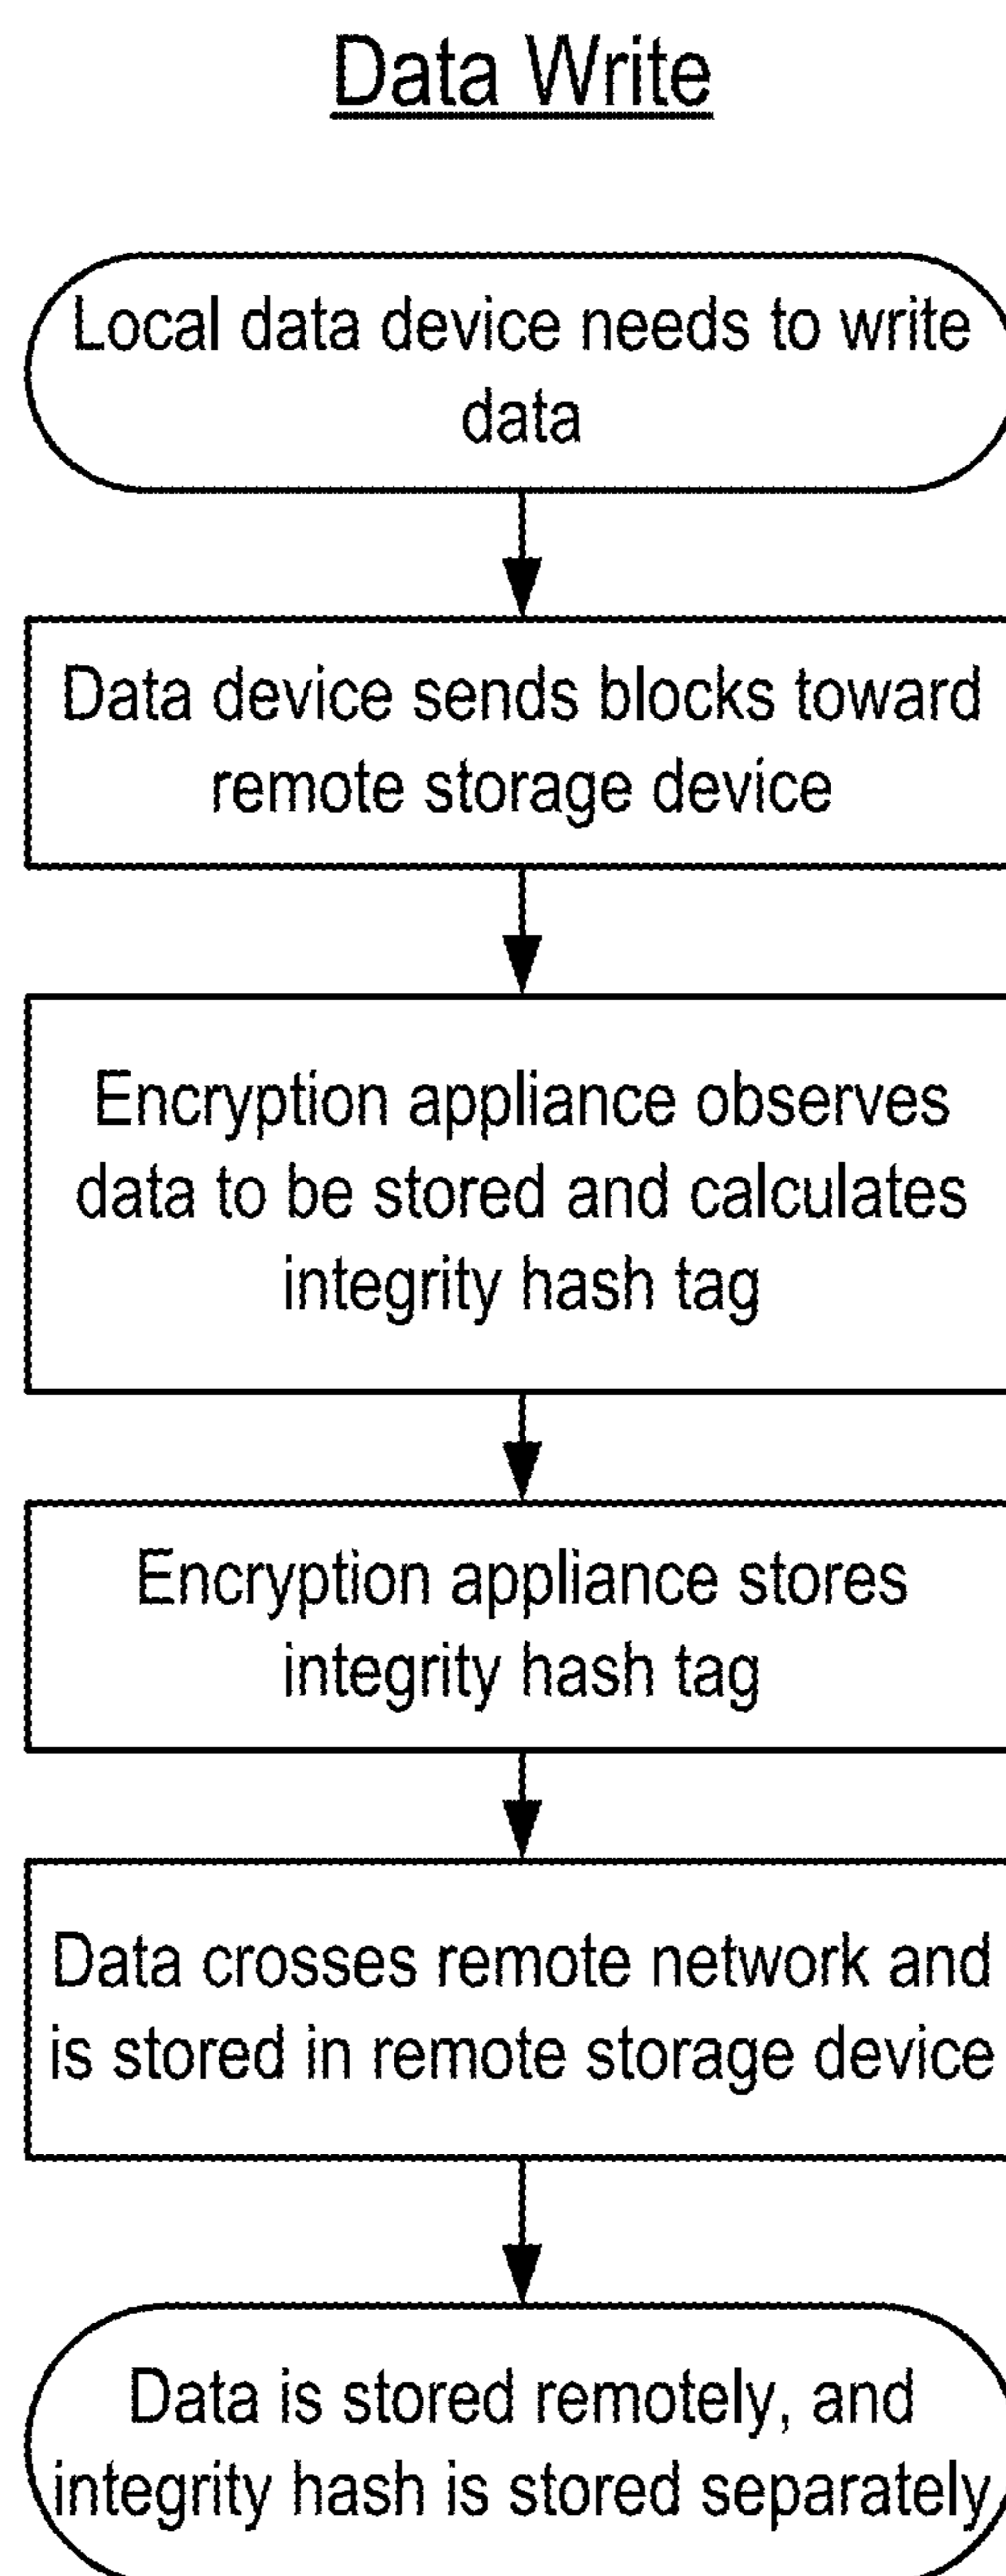 Data Write
Local data device needs to write
data
Data device sends blocks toward
remote storage device
Encryption appliance observes
data to be stored and calculates
integrity hash tag
Encryption appliance stores
integrity hash tag
Data crosses remote network and
is stored in remote storage device
Data is stored remotely, and
integrity hash is stored separately